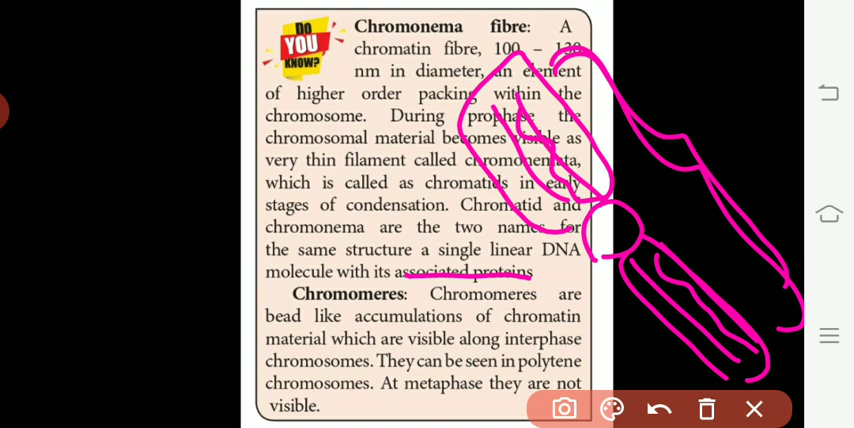 DO
YOU
KNOW?
Chromonema fibre: A
chromatin fibre, 100 – 130
nm in diameter, an element
of higher order packing within the
chromosome. During prophase the
chromosomal material becomes visible as
very thin filament called chromonemata,
which is called as chromatids in early
stages of condensation. Chromatid and
chromonema are the two names for
the same structure a single linear DNA
molecule with its associated proteins
Chromomeres: Chromomeres are
bead like accumulations of chromatin
material which are visible along interphase
chromosomes. They can be seen in polytene
chromosomes. At metaphase they are not
visible.